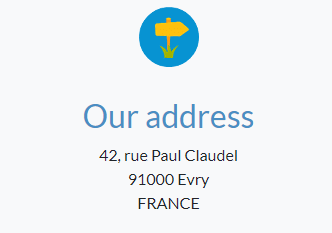 Our address
42, rue Paul Claudel
91000 Evry
FRANCE